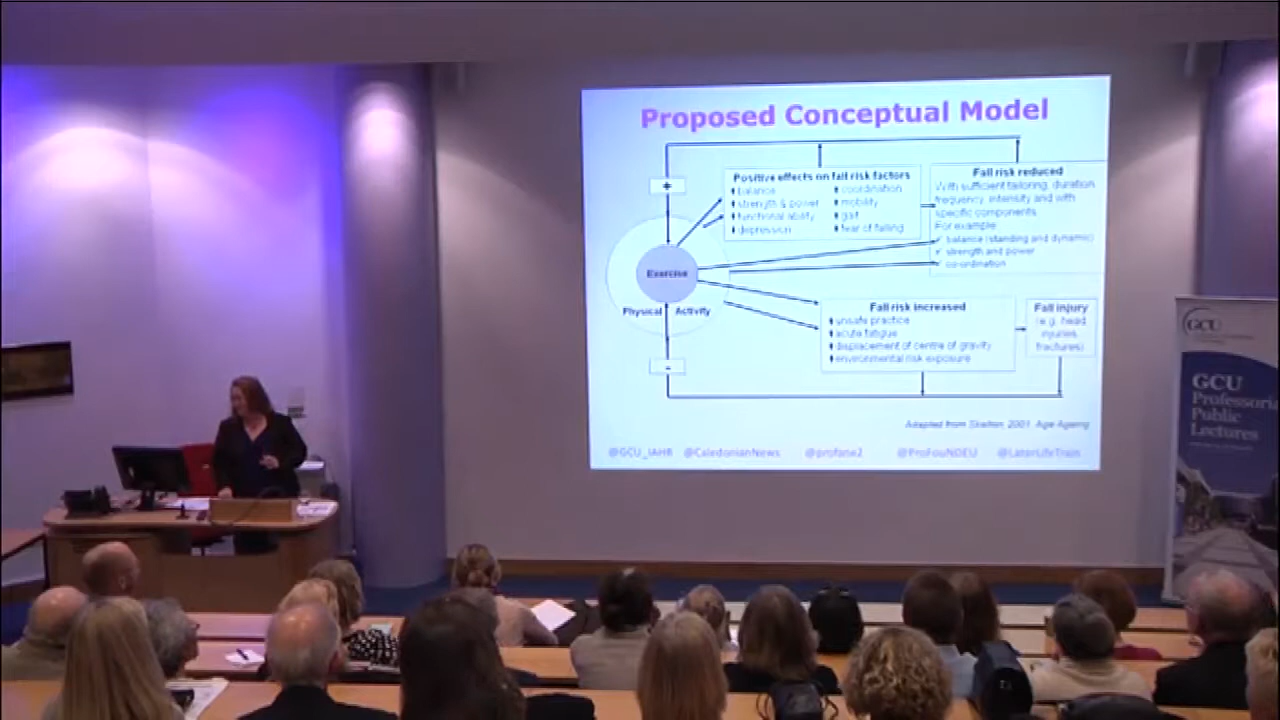 Proposed Conceptual Model
+
Positive effects on fall risk factors
balance
strength & power
functional ability
depression
coordination
mobility
gait
fear of falling
Fall risk reduced
With sufficient tailoring, duration
frequency, intensity and with
specific components
For example
✓ balance (standing and dynamic)
✓ strength and power
✓ co-ordination
Exercise
Physical Activity
Fall risk increased
unsafe practice
acute fatigue
displacement of centre of gravity
environmental risk exposure
Fall injury
(e.g. head
injuries,
fractures)
-
Adapted from Skelton, 2001. Age Ageing
@GCU_IAHR @CaledonianNews @profane2 @ProFouNDEU @LaterLifeTrain
GCU
GCU
Professoria
Public
Lectures